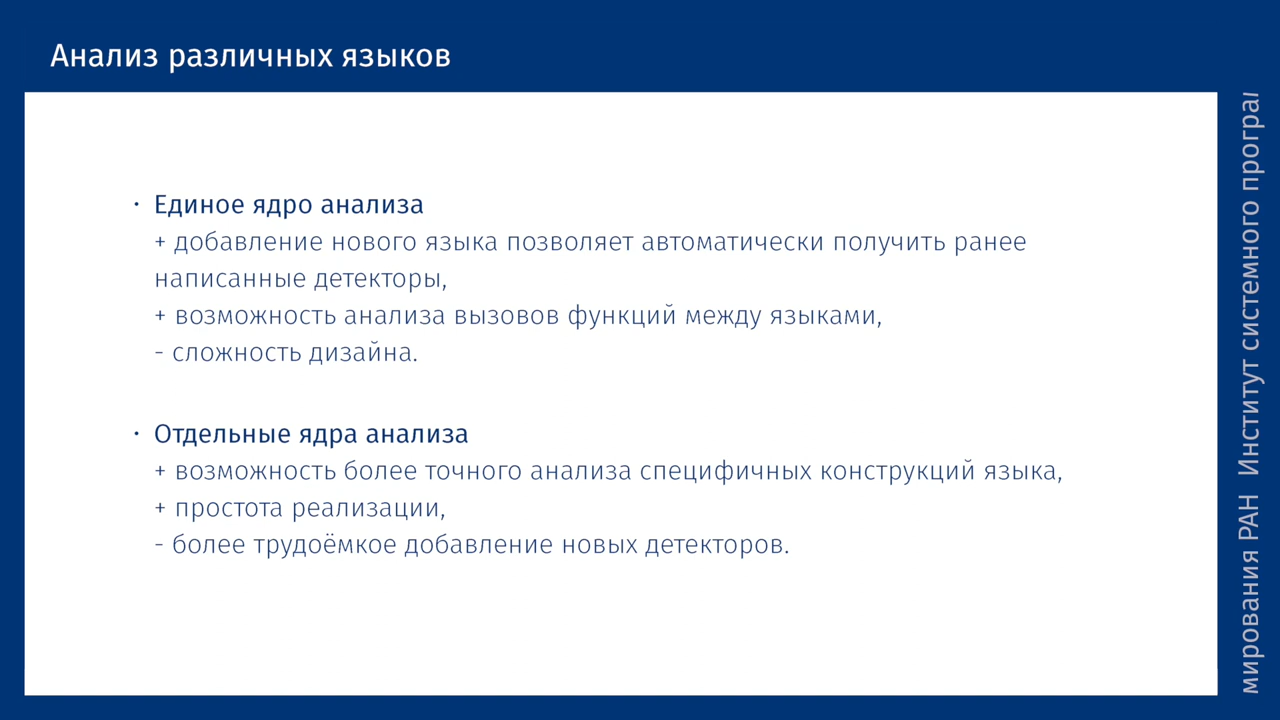 Анализ различных языков
· Единое ядро анализа
+ добавление нового языка позволяет автоматически получить ранее
написанные детекторы,
+ возможность анализа вызовов функций между языками,
- сложность дизайна.
· Отдельные ядра анализа
+ возможность более точного анализа специфичных конструкций языка,
+ простота реализации,
- более трудоёмкое добавление новых детекторов.
мирования РАН Институт системного програ